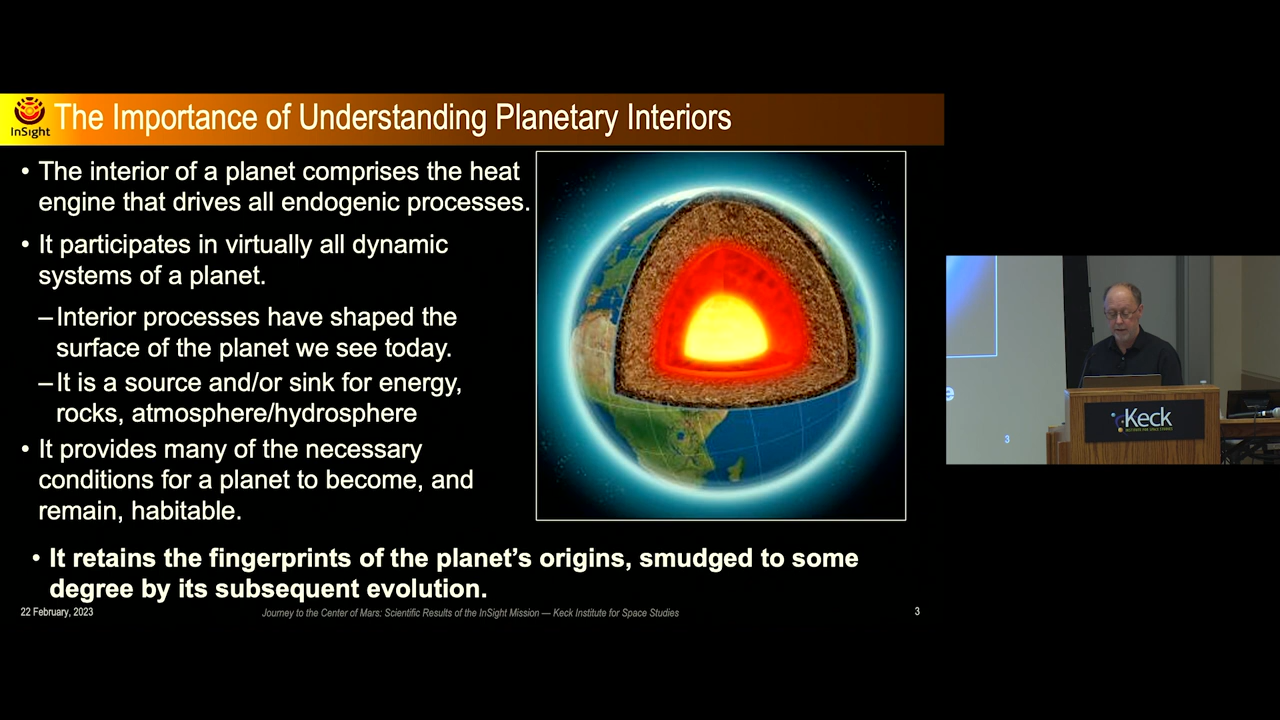 InSight
The Importance of Understanding Planetary Interiors
• The interior of a planet comprises the heat
engine that drives all endogenic processes.
• It participates in virtually all dynamic
systems of a planet.
– Interior processes have shaped the
surface of the planet we see today.
– It is a source and/or sink for energy,
rocks, atmosphere/hydrosphere
• It provides many of the necessary
conditions for a planet to become, and
remain, habitable.
• It retains the fingerprints of the planet's origins, smudged to some
degree by its subsequent evolution.
22 February, 2023
Journey to the Center of Mars: Scientific Results of the InSight Mission — Keck Institute for Space Studies
3
e
3
Keck
INSTITUTE FOR SPACE STUDIES